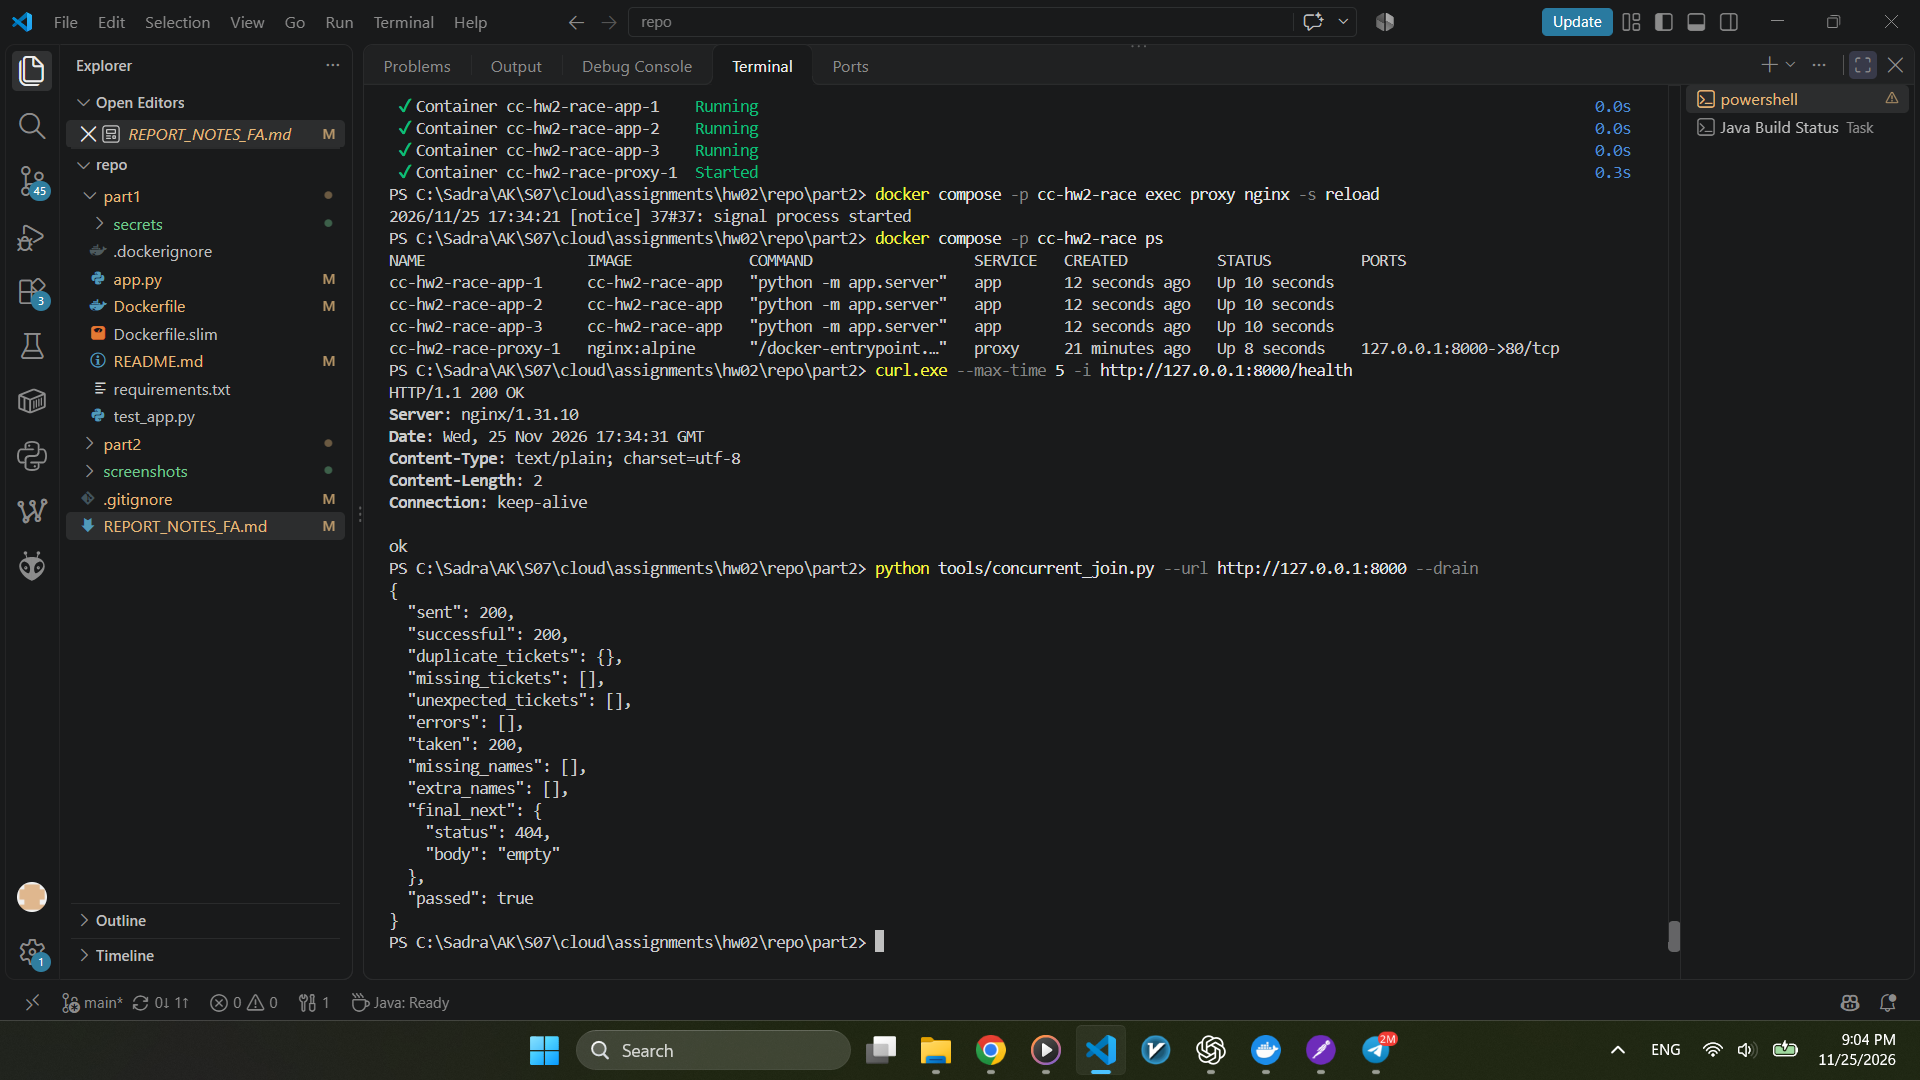 File Edit Selection View Go Run Terminal Help
repo
Update
Explorer
Open Editors
REPORT_NOTES_FA.md M
repo
part1
secrets
.dockerignore
app.py M
Dockerfile M
Dockerfile.slim
README.md M
requirements.txt
test_app.py
part2
screenshots
.gitignore M
REPORT_NOTES_FA.md M
Outline
Timeline
45
3
1
Problems Output Debug Console Terminal Ports
✓ Container cc-hw2-race-app-1 Running 0.0s
✓ Container cc-hw2-race-app-2 Running 0.0s
✓ Container cc-hw2-race-app-3 Running 0.0s
✓ Container cc-hw2-race-proxy-1 Started 0.3s
PS C:\Sadra\AK\S07\cloud\assignments\hw02\repo\part2> docker compose -p cc-hw2-race exec proxy nginx -s reload
2026/11/25 17:34:21 [notice] 37#37: signal process started
PS C:\Sadra\AK\S07\cloud\assignments\hw02\repo\part2> docker compose -p cc-hw2-race ps
NAME IMAGE COMMAND SERVICE CREATED STATUS PORTS
cc-hw2-race-app-1 cc-hw2-race-app "python -m app.server" app 12 seconds ago Up 10 seconds
cc-hw2-race-app-2 cc-hw2-race-app "python -m app.server" app 12 seconds ago Up 10 seconds
cc-hw2-race-app-3 cc-hw2-race-app "python -m app.server" app 12 seconds ago Up 10 seconds
cc-hw2-race-proxy-1 nginx:alpine "/docker-entrypoint.…" proxy 21 minutes ago Up 8 seconds 127.0.0.1:8000->80/tcp
PS C:\Sadra\AK\S07\cloud\assignments\hw02\repo\part2> curl.exe --max-time 5 -i http://127.0.0.1:8000/health
HTTP/1.1 200 OK
Server: nginx/1.31.10
Date: Wed, 25 Nov 2026 17:34:31 GMT
Content-Type: text/plain; charset=utf-8
Content-Length: 2
Connection: keep-alive
ok
PS C:\Sadra\AK\S07\cloud\assignments\hw02\repo\part2> python tools/concurrent_join.py --url http://127.0.0.1:8000 --drain
{
"sent": 200,
"successful": 200,
"duplicate_tickets": {},
"missing_tickets": [],
"unexpected_tickets": [],
"errors": [],
"taken": 200,
"missing_names": [],
"extra_names": [],
"final_next": {
"status": 404,
"body": "empty"
},
"passed": true
}
PS C:\Sadra\AK\S07\cloud\assignments\hw02\repo\part2>
powershell
Java Build Status Task
main* 0↓ 1↑ 0 0 1 Java: Ready
Search
2M
ENG
9:04 PM
11/25/2026